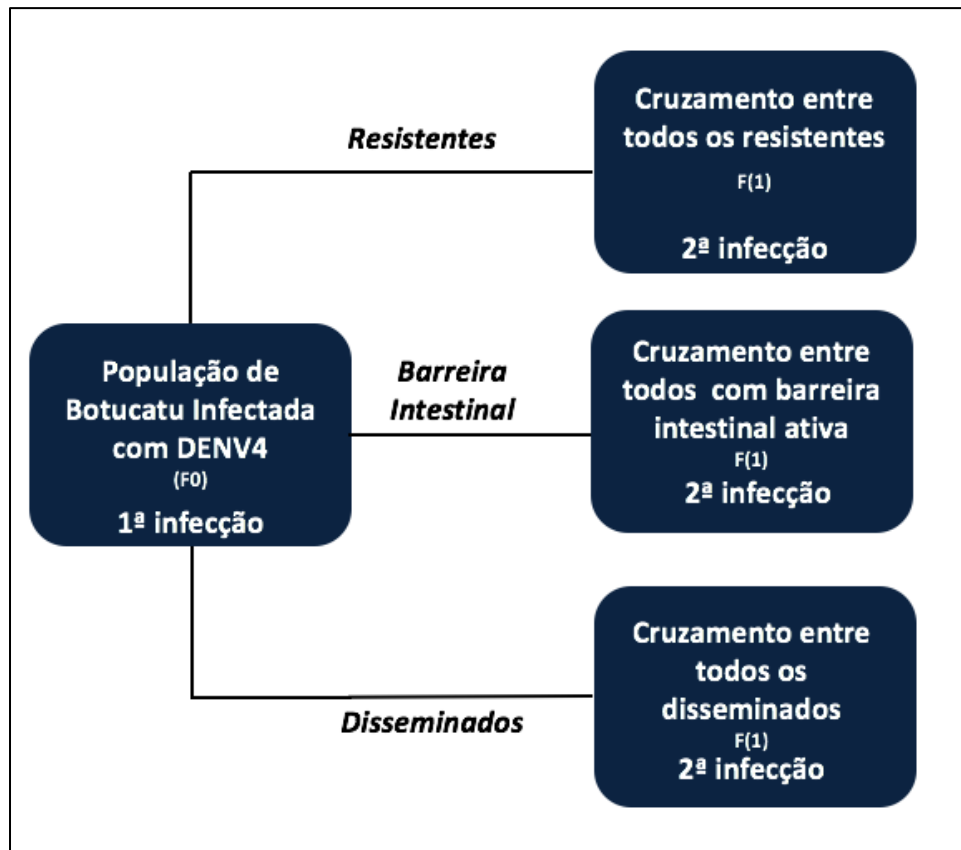 População de
Botucatu Infectada
com DENV4
(F0)
1ª infecção
Resistentes
Cruzamento entre
todos os resistentes
F(1)
2ª infecção
Barreira
Intestinal
Cruzamento entre
todos com barreira
intestinal ativa
F(1)
2ª infecção
Disseminados
Cruzamento entre
todos os
disseminados
F(1)
2ª infecção